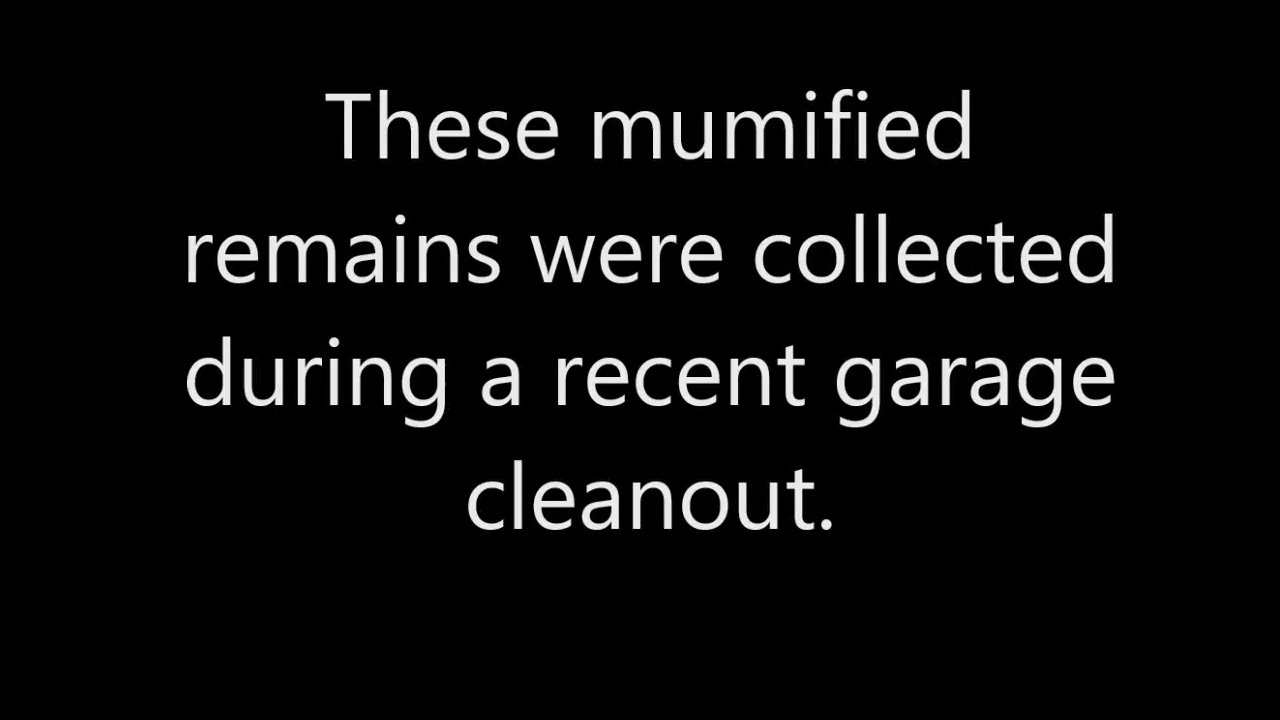 These mumified
remains were collected
during a recent garage
cleanout.